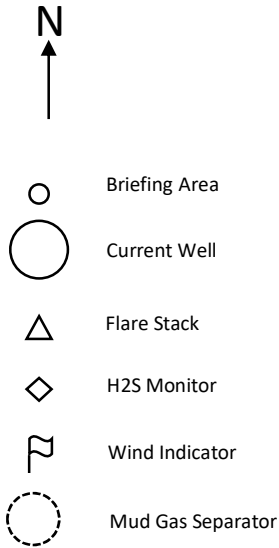 N
Briefing Area
Current Well
Flare Stack
H2S Monitor
Wind Indicator
Mud Gas Separator